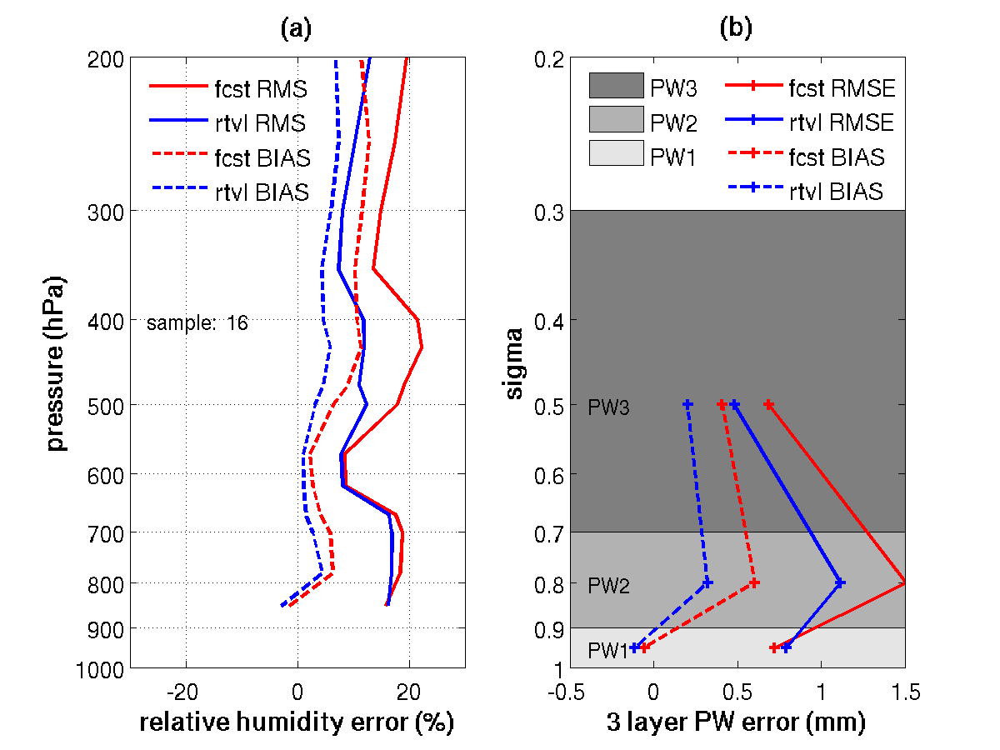 (a)
200
300
400
500
600
700
800
900
1000
pressure (hPa)
fcst RMS
rtvl RMS
fcst BIAS
rtvl BIAS
sample: 16
-20
0
20
relative humidity error (%)
(b)
0.2
0.3
0.4
0.5
0.6
0.7
0.8
0.9
1
sigma
PW3
PW2
PW1
fcst RMSE
rtvl RMSE
fcst BIAS
rtvl BIAS
PW3
PW2
PW1
-0.5
0
0.5
1
1.5
3 layer PW error (mm)